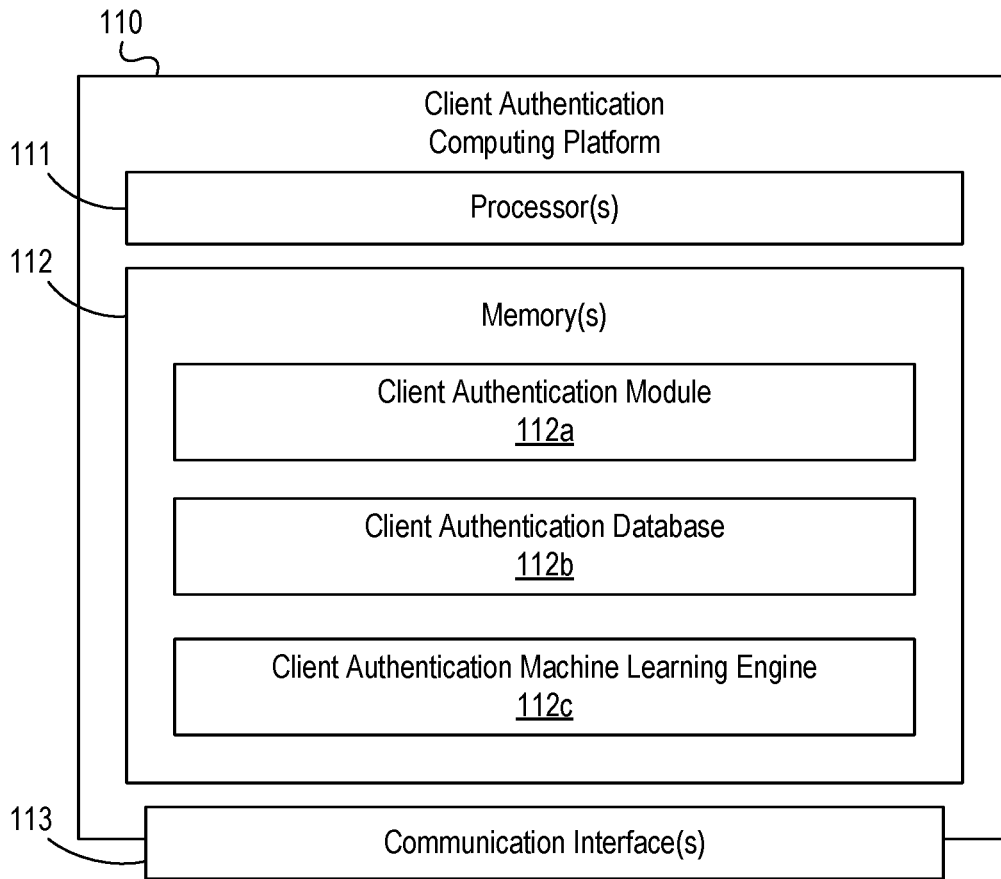 110
Client Authentication
Computing Platform
111
Processor(s)
112
Memory(s)
Client Authentication Module
112a
Client Authentication Database
112b
Client Authentication Machine Learning Engine
112c
113
Communication Interface(s)